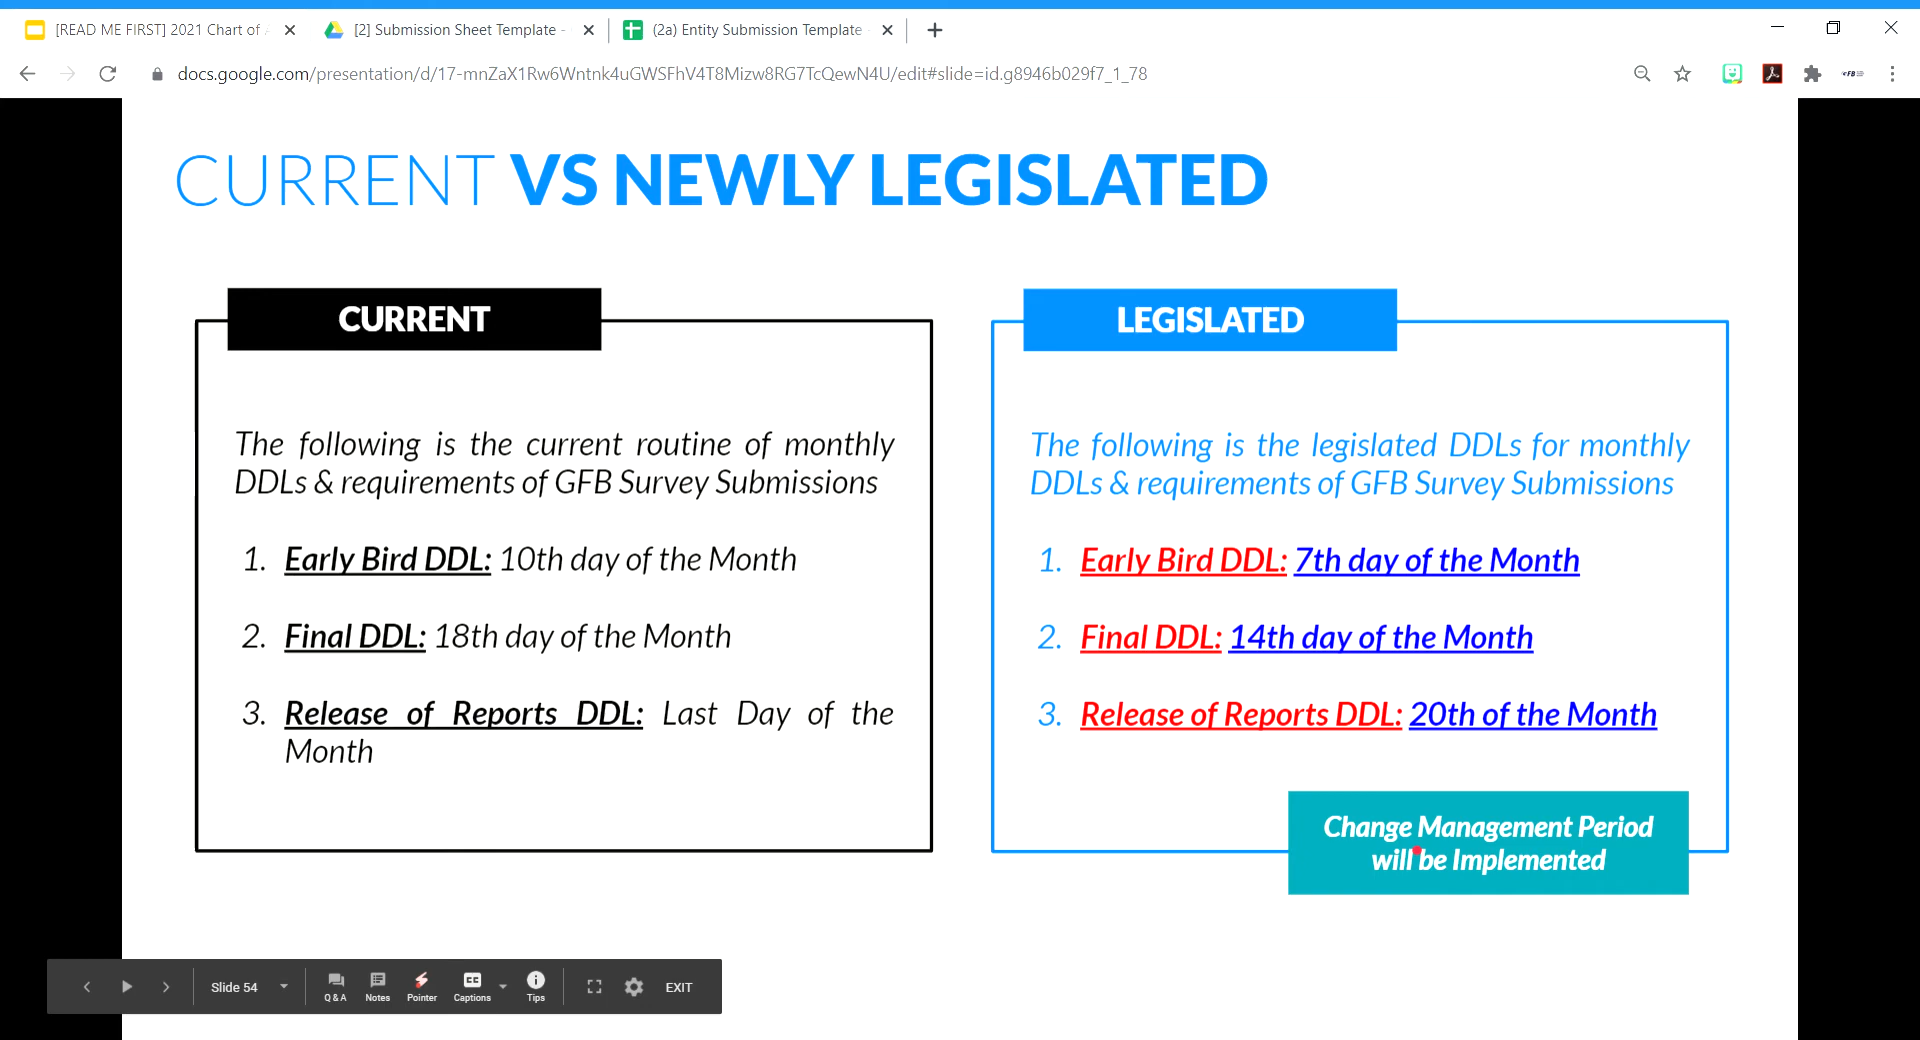 [READ ME FIRST] 2021 Chart of
[2] Submission Sheet Template -
(2a) Entity Submission Template
docs.google.com/presentation/d/17-mnZaX1Rw6Wntnk4uGWSFhV4T8Mizw8RG7TcQewN4U/edit#slide=id.g8946b029f7_1_78
CURRENT VS NEWLY LEGISLATED
CURRENT
The following is the current routine of monthly
DDLs & requirements of GFB Survey Submissions
1. Early Bird DDL: 10th day of the Month
2. Final DDL: 18th day of the Month
3. Release of Reports DDL: Last Day of the
Month
LEGISLATED
The following is the legislated DDLs for monthly
DDLs & requirements of GFB Survey Submissions
1. Early Bird DDL: 7th day of the Month
2. Final DDL: 14th day of the Month
3. Release of Reports DDL: 20th of the Month
Change Management Period
will be Implemented
Slide 54
Q & A
Notes
Pointer
CC
Captions
Tips
EXIT